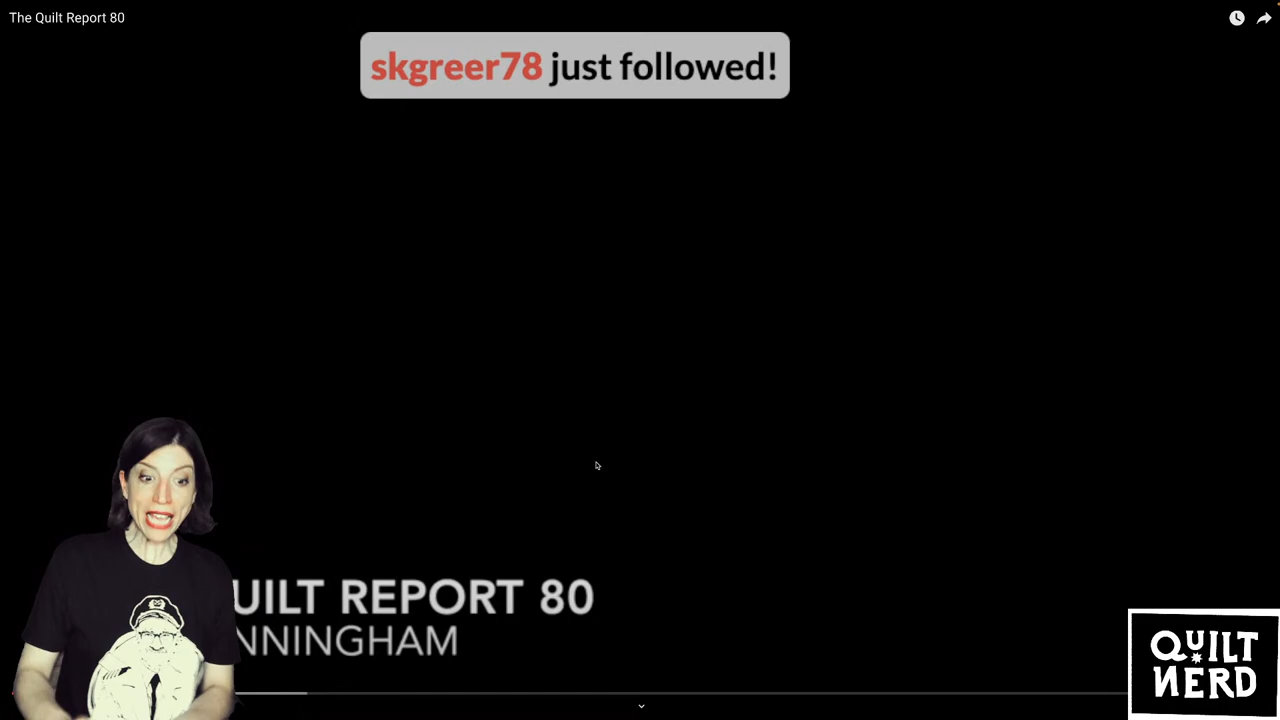 The Quilt Report 80
skgreer78 just followed!
UILT REPORT 80
NNINGHAM
QUILT
NERD